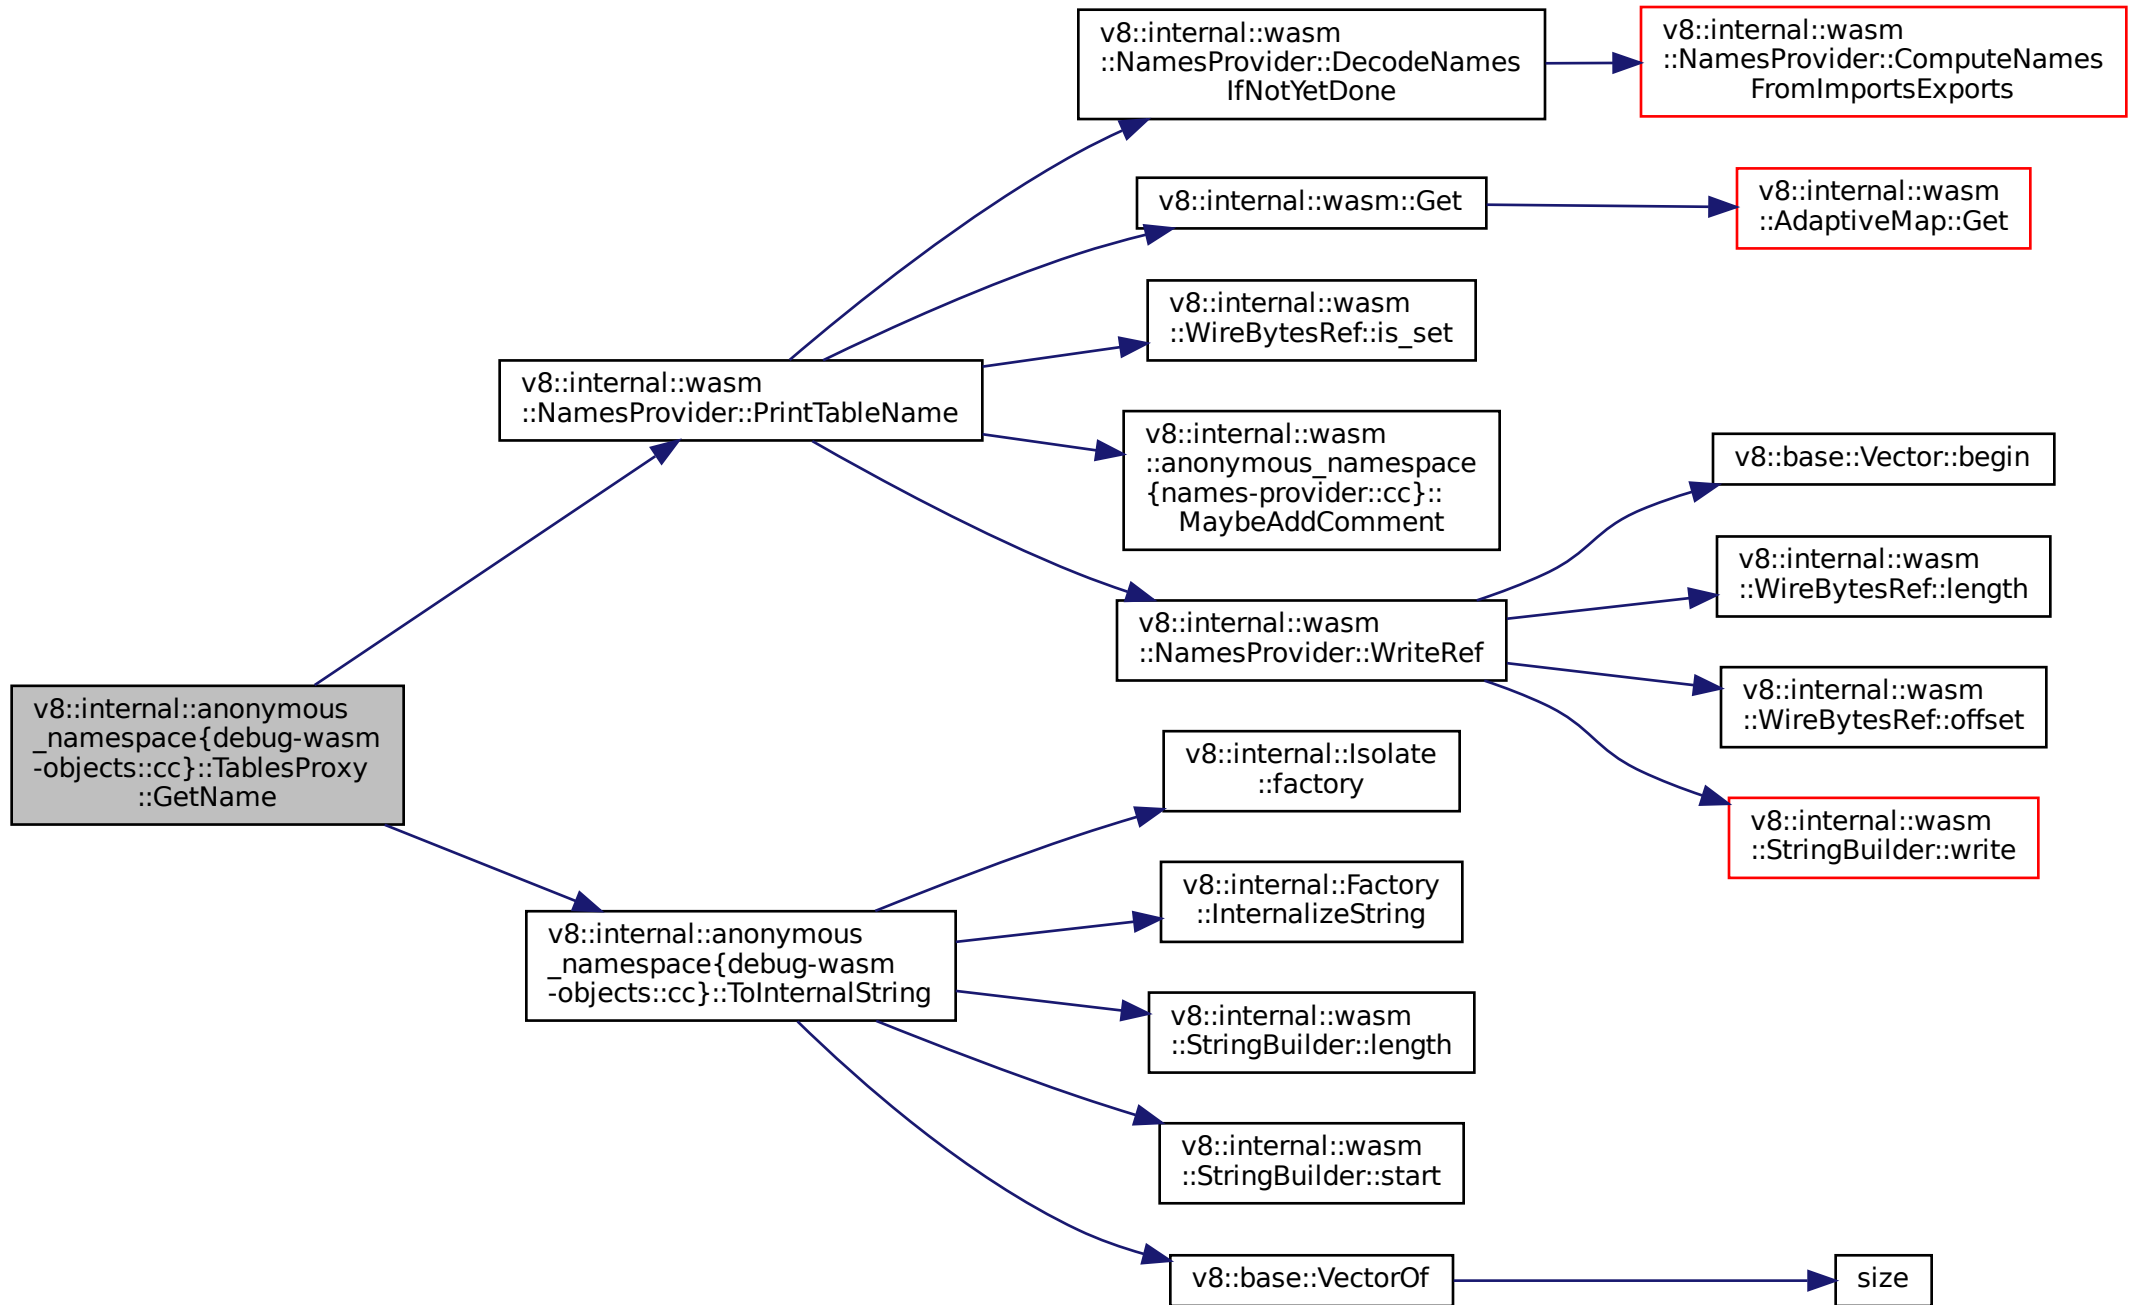 v8::internal::wasm
::NamesProvider::DecodeNames
IfNotYetDone
v8::internal::wasm
::NamesProvider::ComputeNames
FromImportsExports
v8::internal::wasm::Get
v8::internal::wasm
::AdaptiveMap::Get
v8::internal::wasm
::WireBytesRef::is_set
v8::internal::wasm
::NamesProvider::PrintTableName
v8::internal::wasm
::anonymous_namespace
{names-provider::cc}::
MaybeAddComment
v8::base::Vector::begin
v8::internal::wasm
::WireBytesRef::length
v8::internal::wasm
::NamesProvider::WriteRef
v8::internal::wasm
::WireBytesRef::offset
v8::internal::anonymous
_namespace{debug-wasm
-objects::cc}::TablesProxy
::GetName
v8::internal::Isolate
::factory
v8::internal::wasm
::StringBuilder::write
v8::internal::Factory
::InternalizeString
v8::internal::anonymous
_namespace{debug-wasm
-objects::cc}::ToInternalString
v8::internal::wasm
::StringBuilder::length
v8::internal::wasm
::StringBuilder::start
v8::base::VectorOf
size